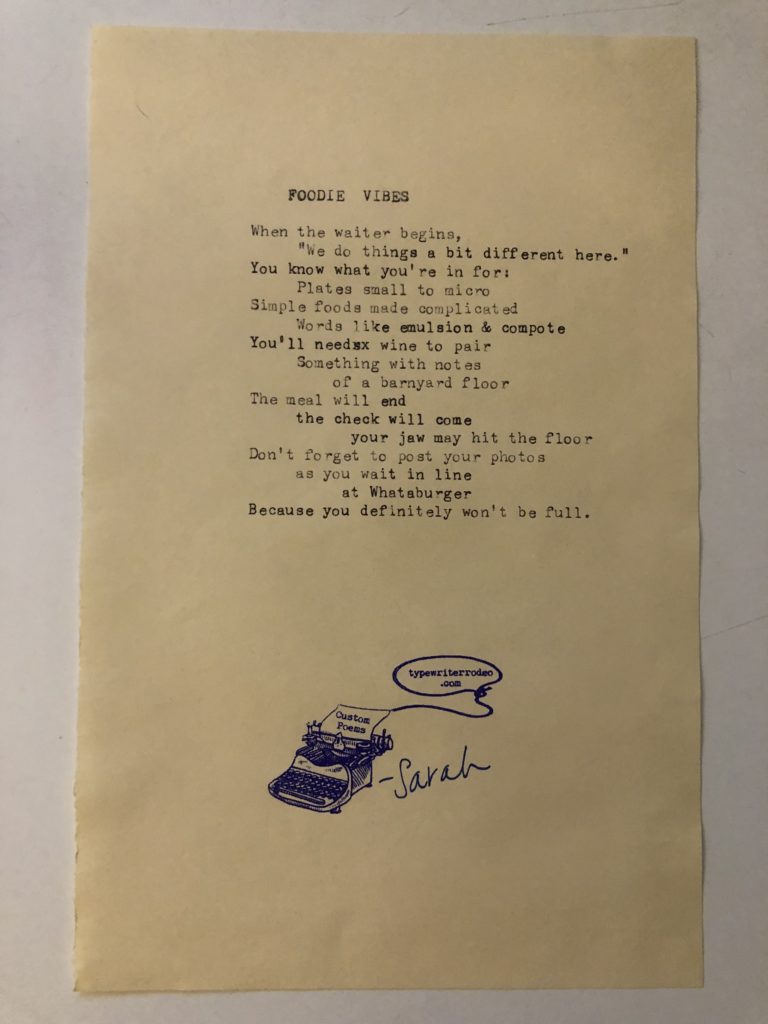 FOODIE VIBES
When the waiter begins,
"We do things a bit different here."
You know what you're in for:
Plates small to micro
Simple foods made complicated
Words like emulsion & compote
You'll needsx wine to pair
Something with notes
of a barnyard floor
The meal will end
the check will come
your jaw may hit the floor
Don't forget to post your photos
as you wait in line
at Whataburger
Because you definitely won't be full.
typewriterrodeo
.com
Custom
Poems
-Sarah